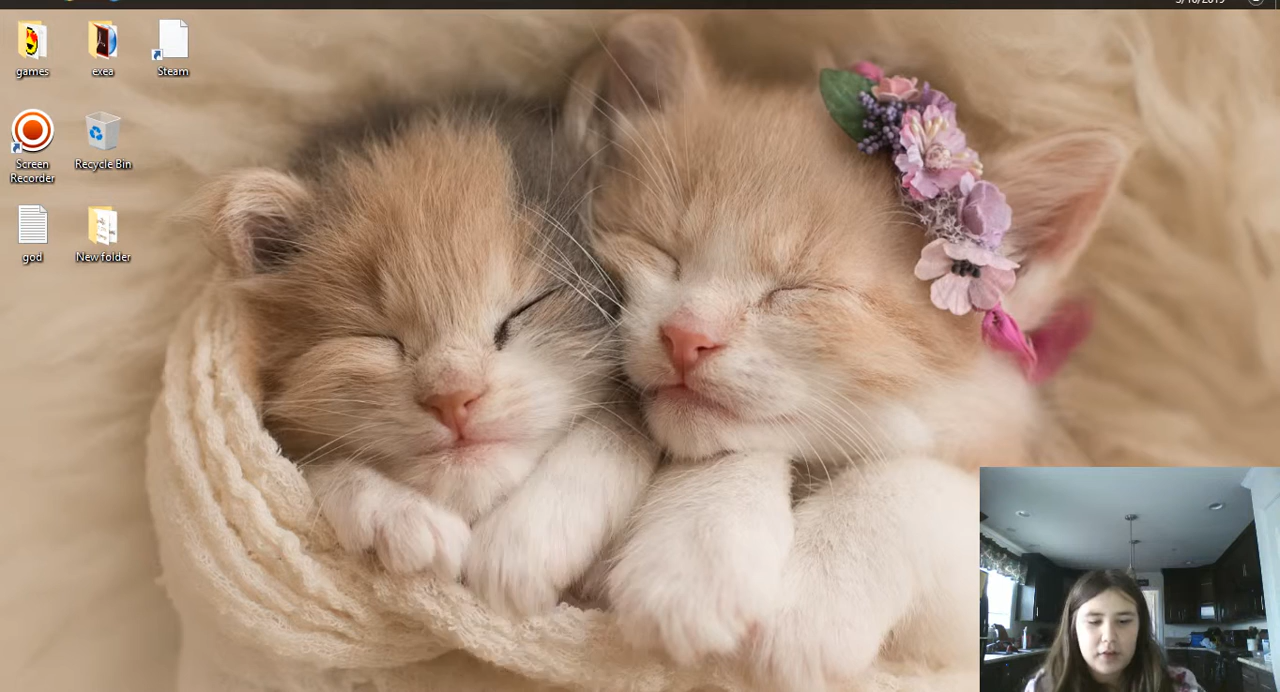 games
exea
Steam
Screen
Recorder
Recycle Bin
god
New folder